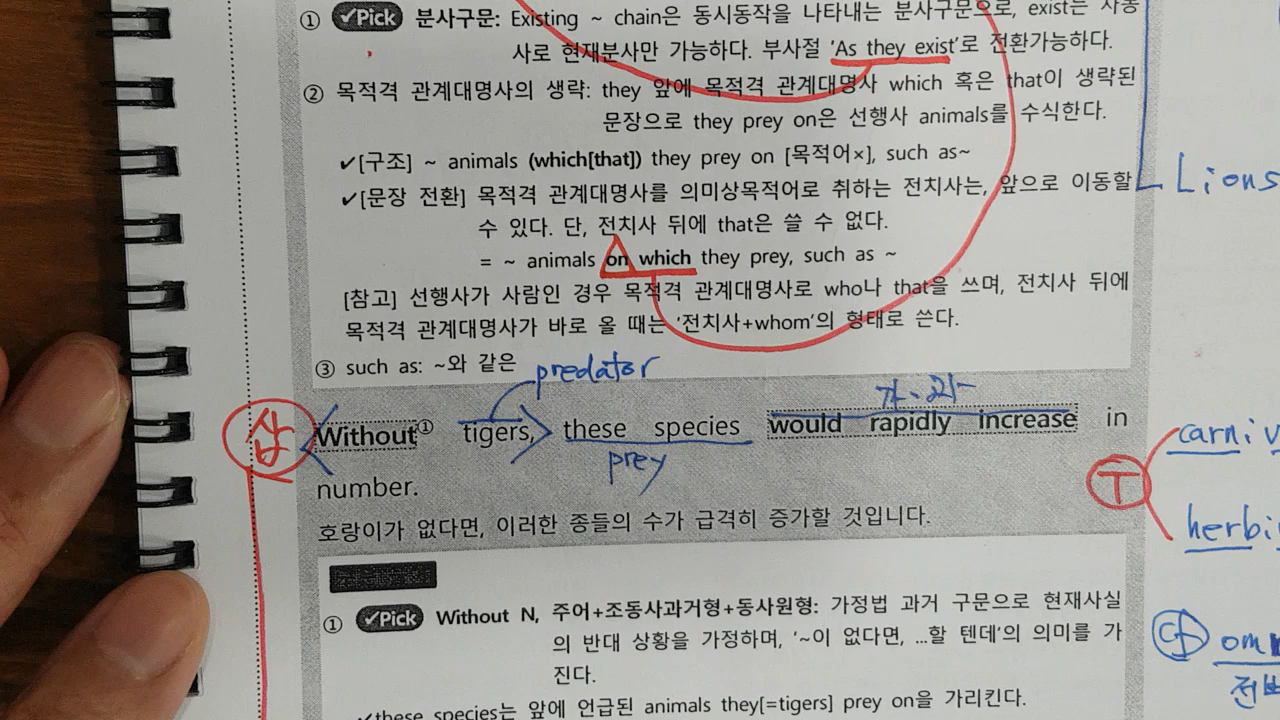 ① ✔Pick 분사구문: Existing ~ chain은 동시동작을 나타내는 분사구문으로, exist는 자동
사로 현재분사만 가능하다. 부사절 'As they exist'로 전환가능하다.
② 목적격 관계대명사의 생략: they 앞에 목적격 관계대명사 which 혹은 that이 생략된
문장으로 they prey on은 선행사 animals를 수식한다.
✔[구조] ~ animals (which[that]) they prey on [목적어×], such as~
✔[문장 전환] 목적격 관계대명사를 의미상목적어로 취하는 전치사는, 앞으로 이동할
Lions
수 있다. 단, 전치사 뒤에 that은 쓸 수 없다.
= ~ animals on which they prey, such as ~
[참고] 선행사가 사람인 경우 목적격 관계대명사로 who나 that을 쓰며, 전치사 뒤에
목적격 관계대명사가 바로 올 때는 '전치사+whom'의 형태로 쓴다.
③ such as: ~와 같은
predator
가·과
삽
Without① tigers, these species would rapidly increase in
carniv
prey
T
number.
herbi
호랑이가 없다면, 이러한 종들의 수가 급격히 증가할 것입니다.
① ✔Pick Without N, 주어+조동사과거형+동사원형: 가정법 과거 구문으로 현재사실
의 반대 상황을 가정하며, '~이 없다면, ...할 텐데'의 의미를 가
진다.
✔these species는 앞에 언급된 animals they[=tigers] prey on을 가리킨다.